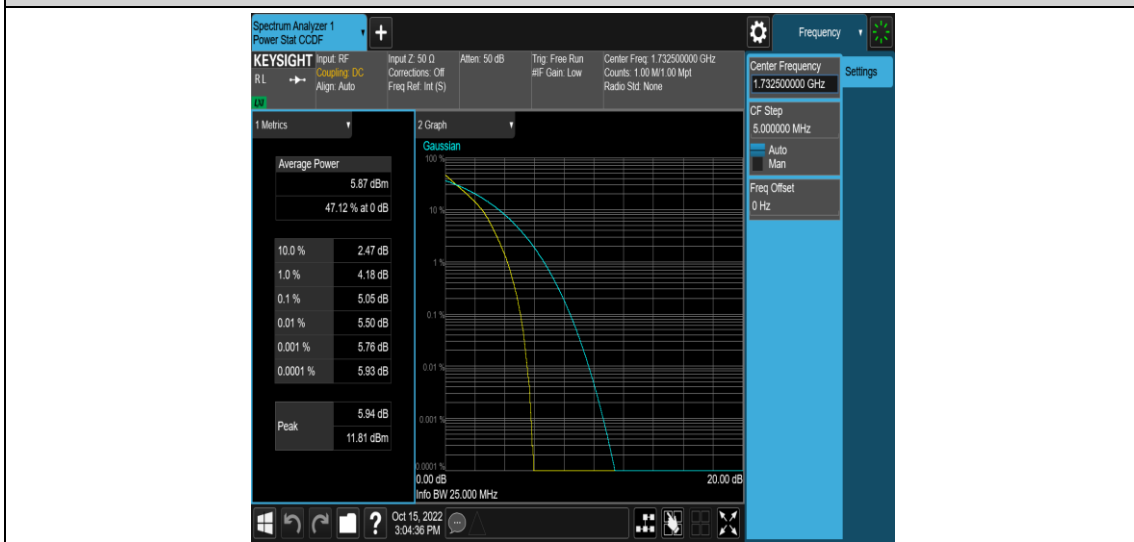 Spectrum Analyzer 1
Power Stat CCDF
+
Frequency
KEYSIGHT
RL
LXI
Input: RF
Coupling: DC
Align: Auto
Input Z: 50 Ω
Corrections: Off
Freq Ref: Int (S)
Atten: 50 dB
Trig: Free Run
#IF Gain: Low
Center Freq: 1.732500000 GHz
Counts: 1.00 M/1.00 Mpt
Radio Std: None
Center Frequency
1.732500000 GHz
Settings
CF Step
5.000000 MHz
Auto
Man
Freq Offset
0 Hz
1 Metrics
Average Power
5.87 dBm
47.12 % at 0 dB
10.0 % 2.47 dB
1.0 % 4.18 dB
0.1 % 5.05 dB
0.01 % 5.50 dB
0.001 % 5.76 dB
0.0001 % 5.93 dB
Peak
5.94 dB
11.81 dBm
2 Graph
Gaussian
100 %
10 %
1 %
0.1 %
0.01 %
0.001 %
0.0001 %
0.00 dB 20.00 dB
Info BW 25.000 MHz
?
Oct 15, 2022
3:04:36 PM